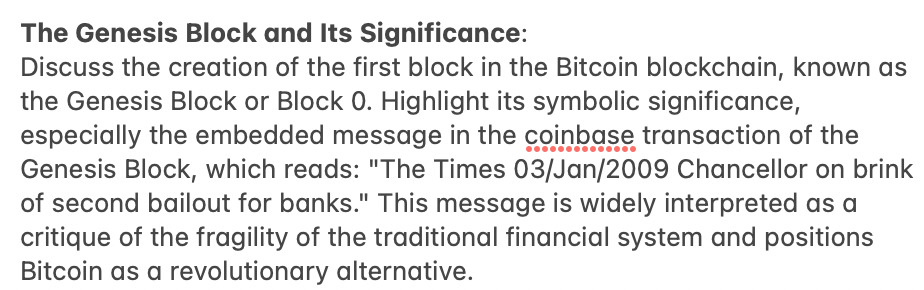 The Genesis Block and Its Significance:
Discuss the creation of the first block in the Bitcoin blockchain, known as
the Genesis Block or Block 0. Highlight its symbolic significance,
especially the embedded message in the coinbase transaction of the
Genesis Block, which reads: "The Times 03/Jan/2009 Chancellor on brink
of second bailout for banks." This message is widely interpreted as a
critique of the fragility of the traditional financial system and positions
Bitcoin as a revolutionary alternative.